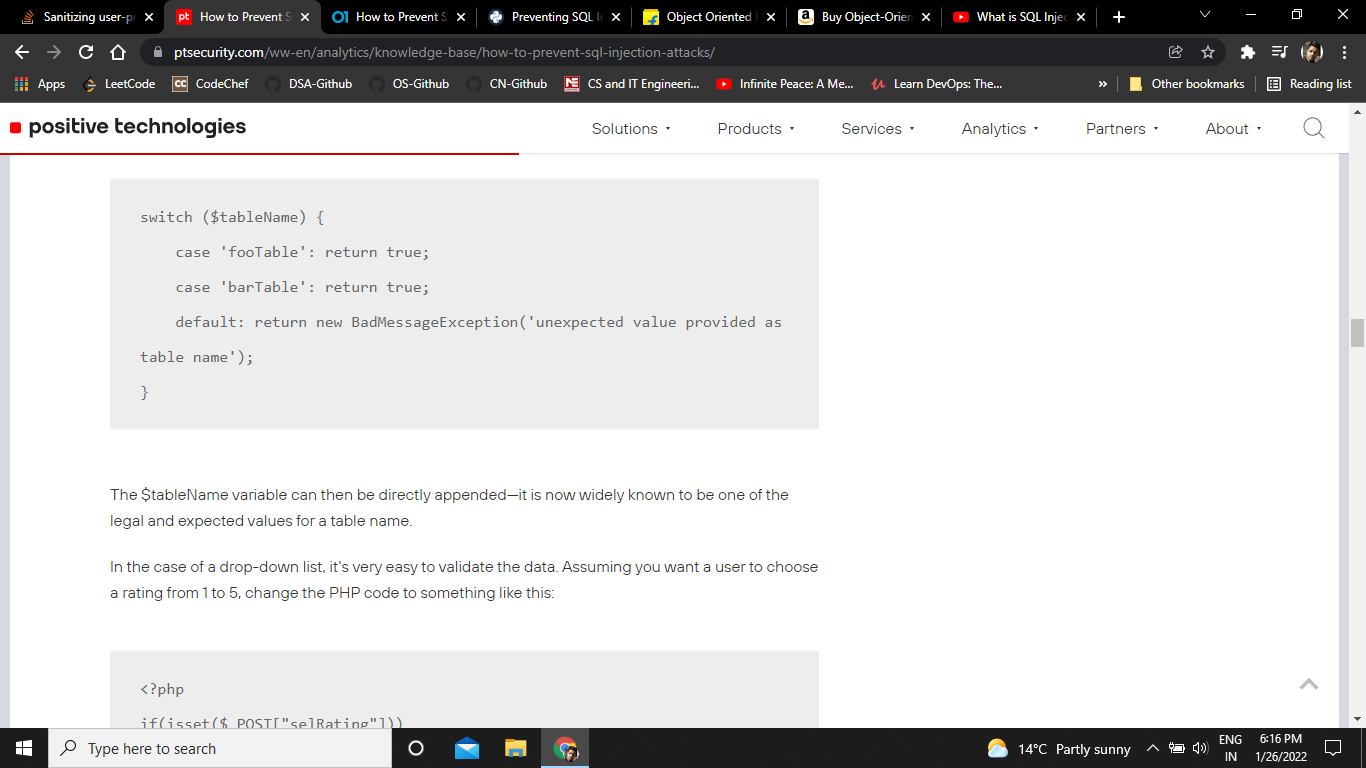 Sanitizing user-p
How to Prevent S
How to Prevent S
Preventing SQL I
Object Oriented
Buy Object-Orien
What is SQL Injec
ptsecurity.com/ww-en/analytics/knowledge-base/how-to-prevent-sql-injection-attacks/
Apps
LeetCode
CodeChef
DSA-Github
OS-Github
CN-Github
CS and IT Engineeri...
Infinite Peace: A Me...
Learn DevOps: The...
»
Other bookmarks
Reading list
positive technologies
Solutions
Products
Services
Analytics
Partners
About
switch ($tableName) {
case 'fooTable': return true;
case 'barTable': return true;
default: return new BadMessageException('unexpected value provided as
table name');
}
The $tableName variable can then be directly appended—it is now widely known to be one of the
legal and expected values for a table name.
In the case of a drop-down list, it's very easy to validate the data. Assuming you want a user to choose
a rating from 1 to 5, change the PHP code to something like this:
<?php
if(isset($_POST["selRating"]))
Type here to search
14°C Partly sunny
ENG
IN
6:16 PM
1/26/2022